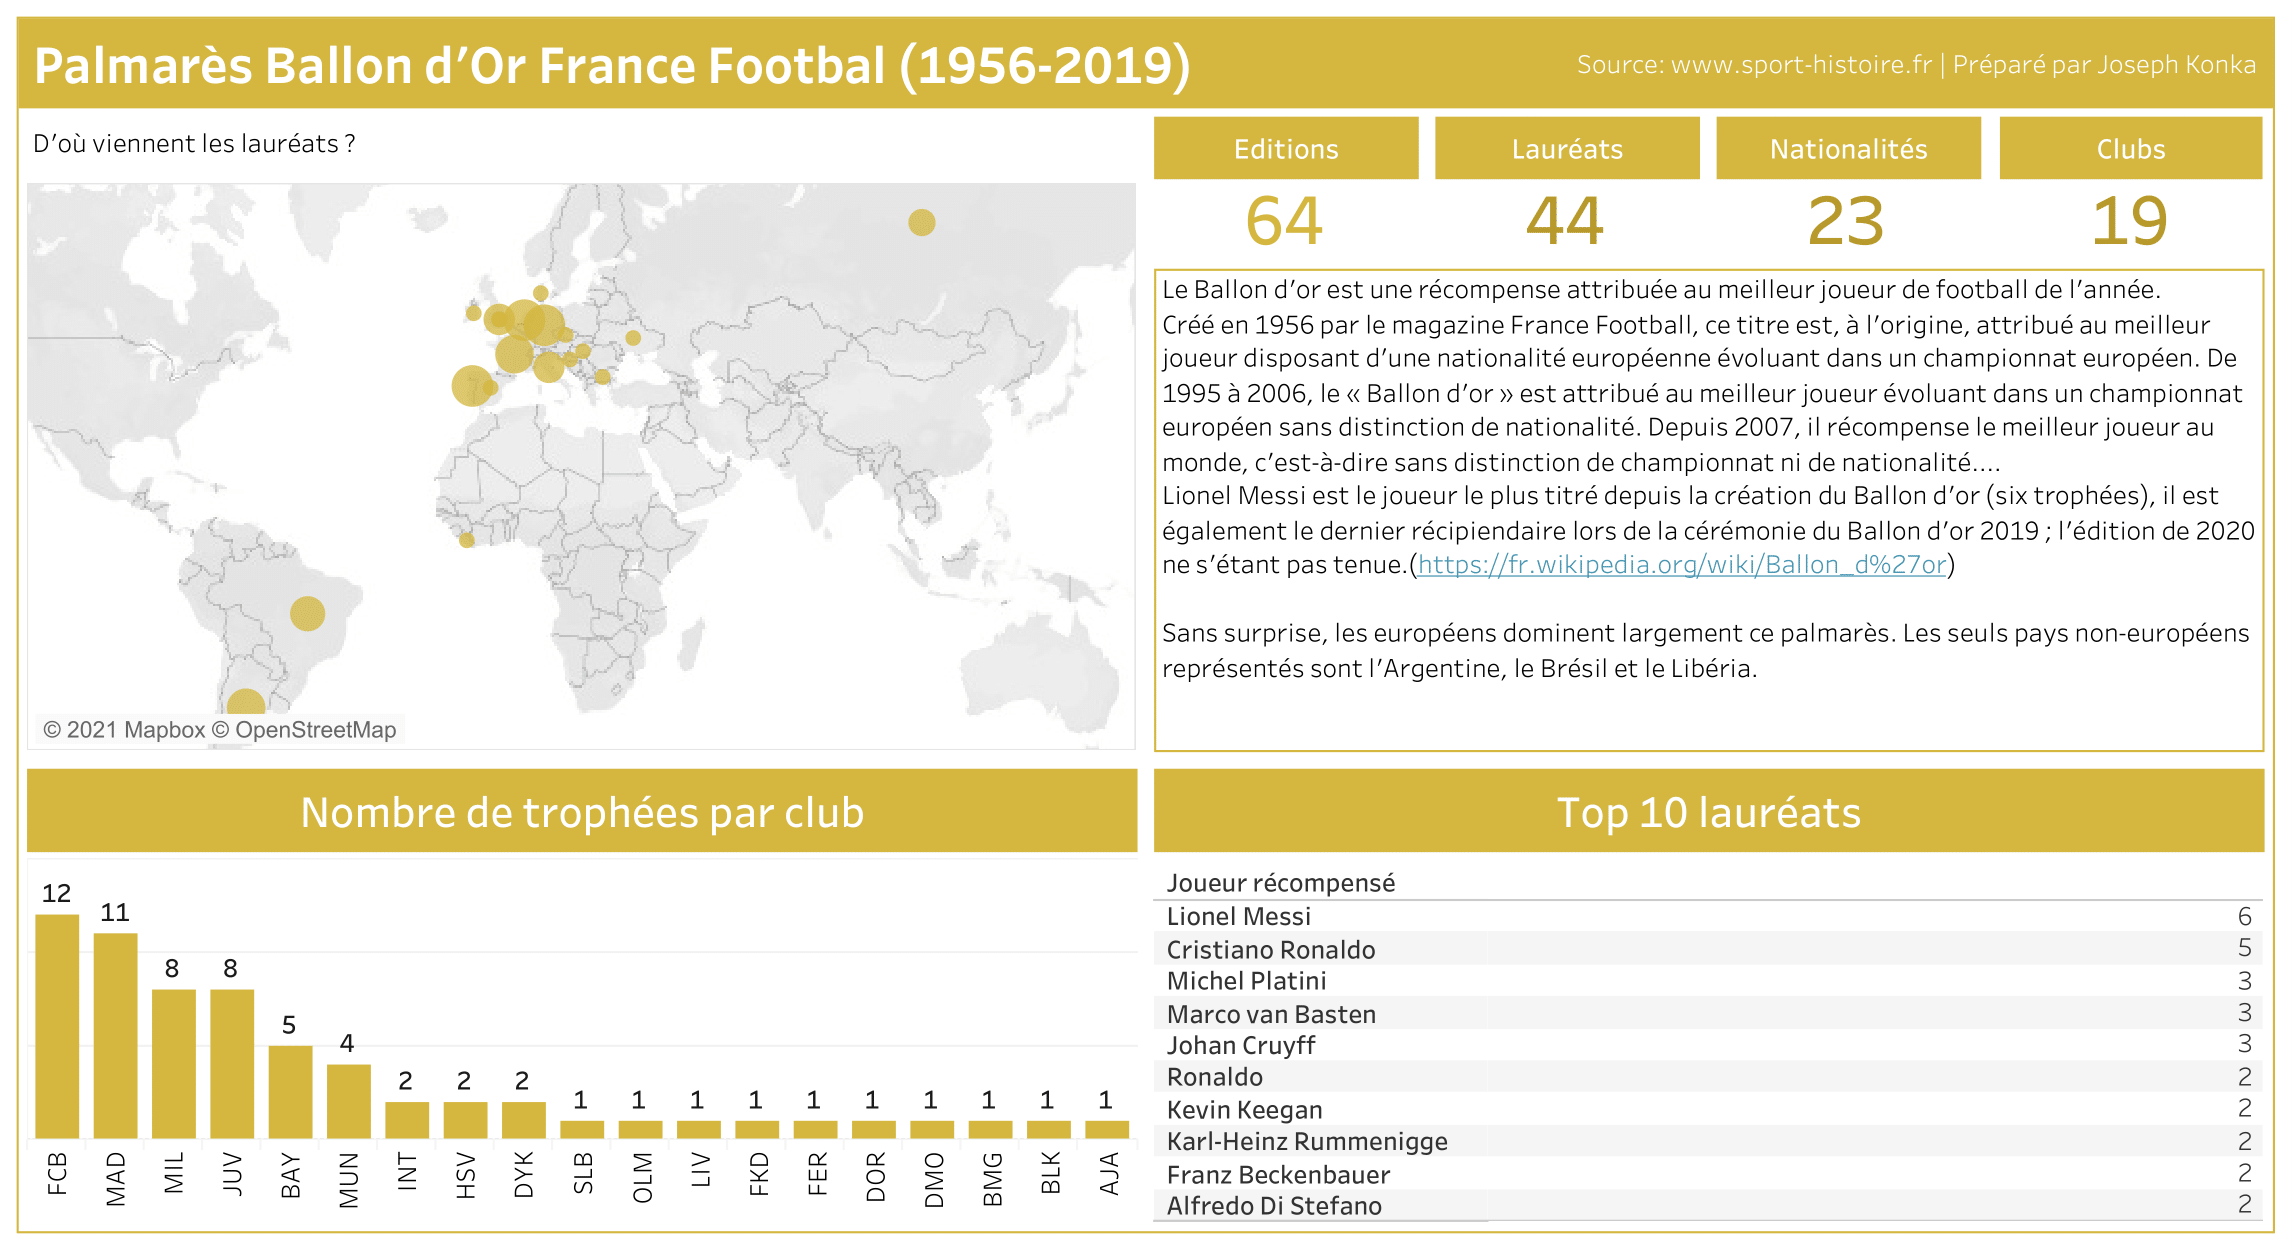 Palmarès Ballon d’Or France Footbal (1956-2019)
Source: www.sport-histoire.fr | Préparé par Joseph Konka
D’où viennent les lauréats ?
© 2021 Mapbox © OpenStreetMap
Editions
Lauréats
Nationalités
Clubs
64
44
23
19
Le Ballon d’or est une récompense attribuée au meilleur joueur de football de l’année.
Créé en 1956 par le magazine France Football, ce titre est, à l’origine, attribué au meilleur
joueur disposant d’une nationalité européenne évoluant dans un championnat européen. De
1995 à 2006, le « Ballon d’or » est attribué au meilleur joueur évoluant dans un championnat
européen sans distinction de nationalité. Depuis 2007, il récompense le meilleur joueur au
monde, c’est-à-dire sans distinction de championnat ni de nationalité....
Lionel Messi est le joueur le plus titré depuis la création du Ballon d’or (six trophées), il est
également le dernier récipiendaire lors de la cérémonie du Ballon d’or 2019 ; l’édition de 2020
ne s’étant pas tenue.(https://fr.wikipedia.org/wiki/Ballon_d%27or)
Sans surprise, les européens dominent largement ce palmarès. Les seuls pays non-européens
représentés sont l’Argentine, le Brésil et le Libéria.
Nombre de trophées par club
12
11
8
8
5
4
2
2
2
1
1
1
1
1
1
1
1
1
1
FCB
MAD
MIL
JUV
BAY
MUN
INT
HSV
DYK
SLB
OLM
LIV
FKD
FER
DOR
DMO
BMG
BLK
AJA
Top 10 lauréats
Joueur récompensé
Lionel Messi 6
Cristiano Ronaldo 5
Michel Platini 3
Marco van Basten 3
Johan Cruyff 3
Ronaldo 2
Kevin Keegan 2
Karl-Heinz Rummenigge 2
Franz Beckenbauer 2
Alfredo Di Stefano 2